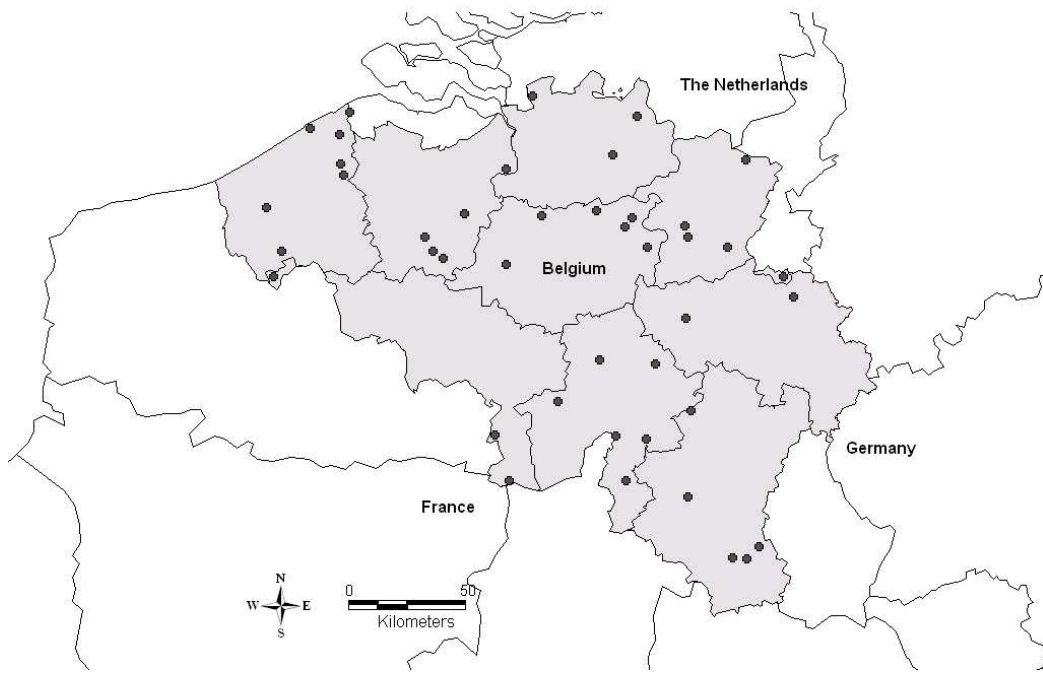 The Netherlands
Belgium
Germany
France
N
W E
S
0 50
Kilometers